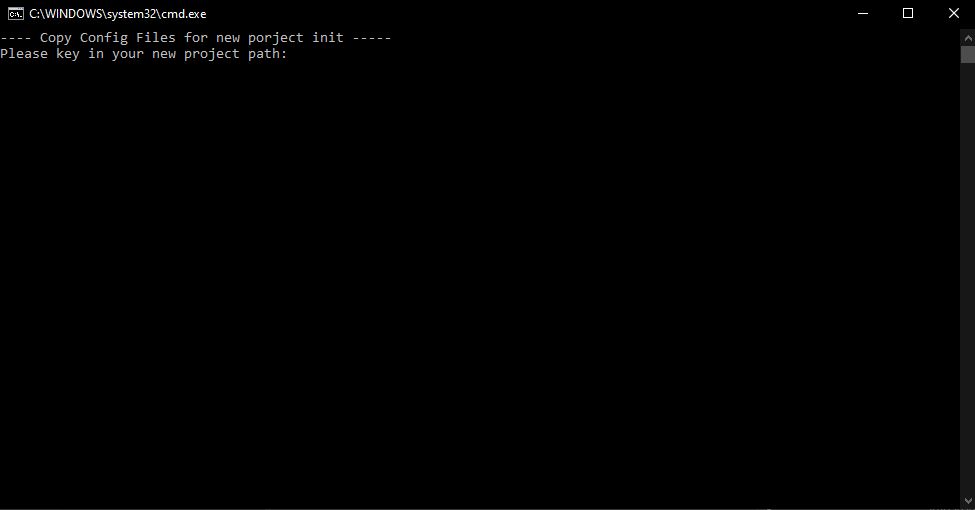 C:\WINDOWS\system32\cmd.exe
---- Copy Config Files for new porject init -----
Please key in your new project path: